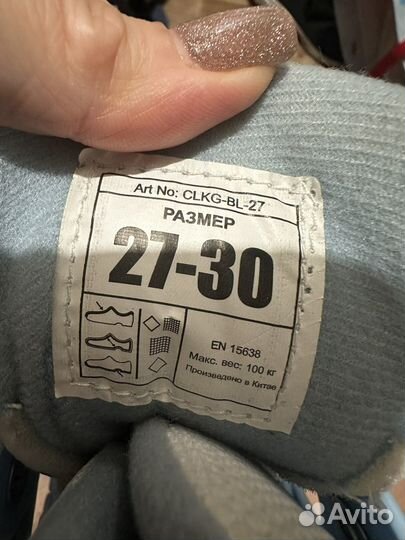 Art No: CLKG-BL-27
РАЗМЕР
27-30
EN 15638
Макс. вес: 100 кг
Произведено в Китае
Avito